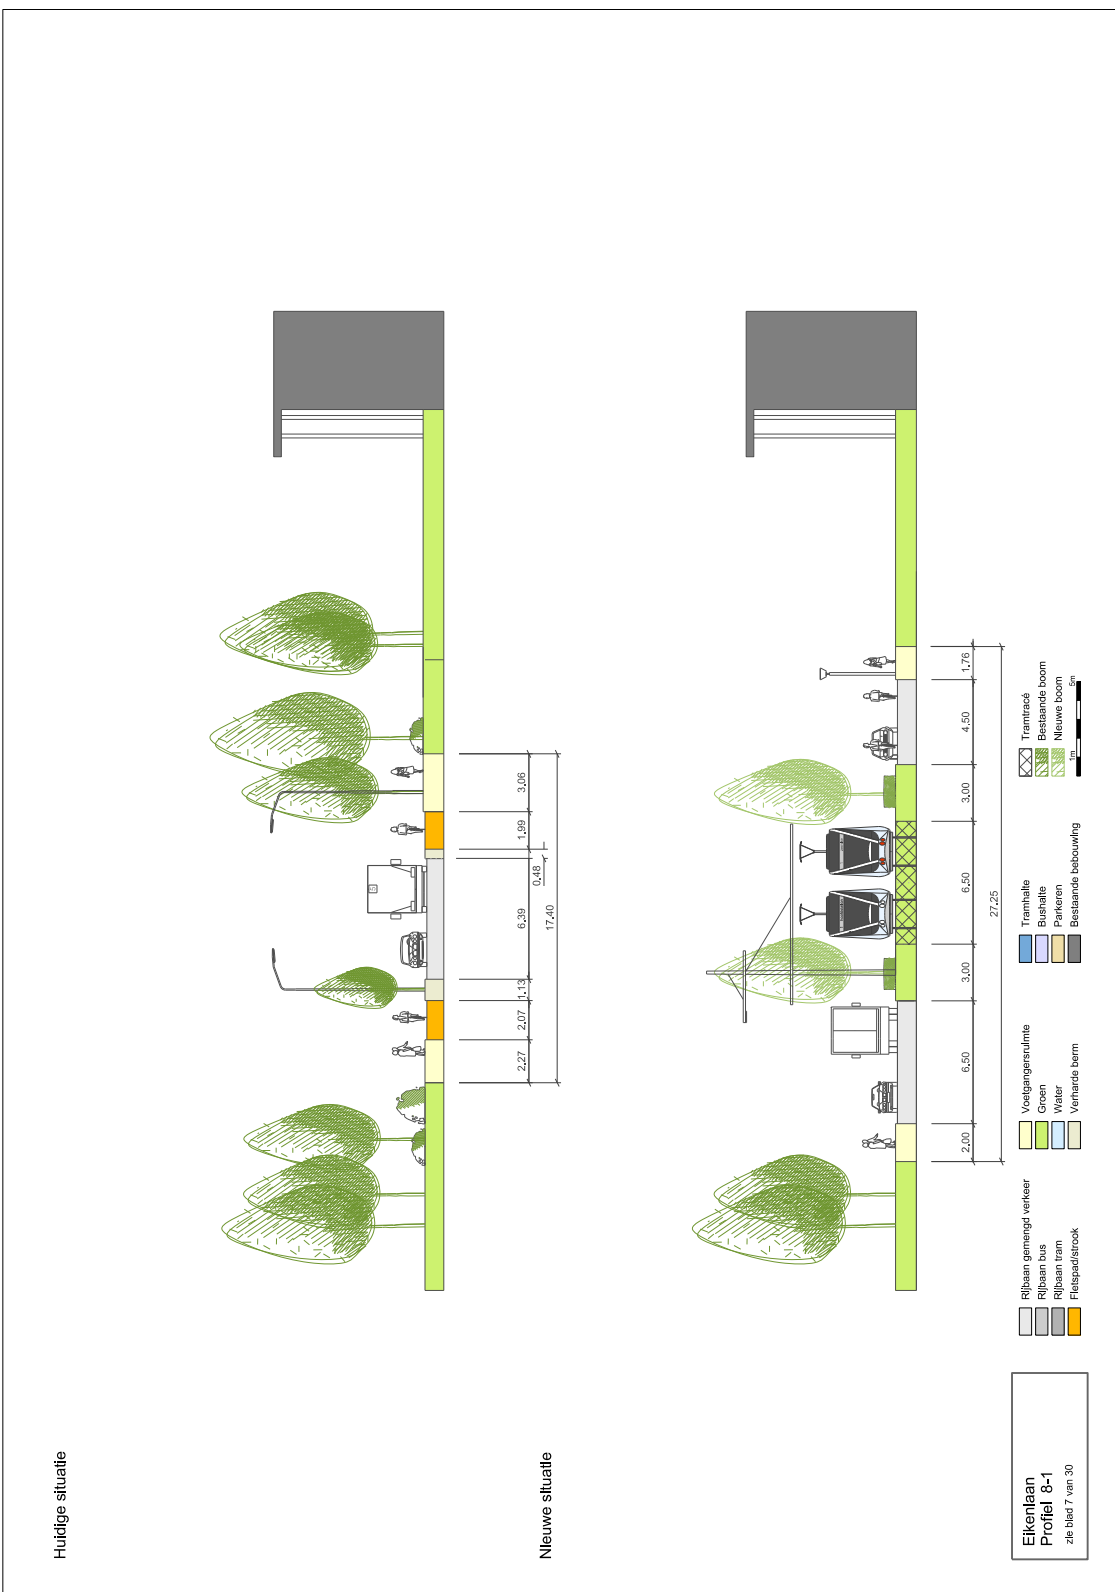 Huidige situatie
2.27
2.07
1.13
6.39
0.48
1.99
3.06
17.40
Nieuwe situatie
2.00
6.50
3.00
6.50
3.00
4.50
1.76
27.25
Eikenlaan
Profiel 8-1
zie blad 7 van 30
Rijbaan gemengd verkeer
Rijbaan bus
Rijbaan tram
Fietspad/strook
Voetgangersruimte
Groen
Water
Verharde berm
Tramhalte
Bushalte
Parkeren
Bestaande bebouwing
Tramtracé
Bestaande boom
Nieuwe boom
1m 5m